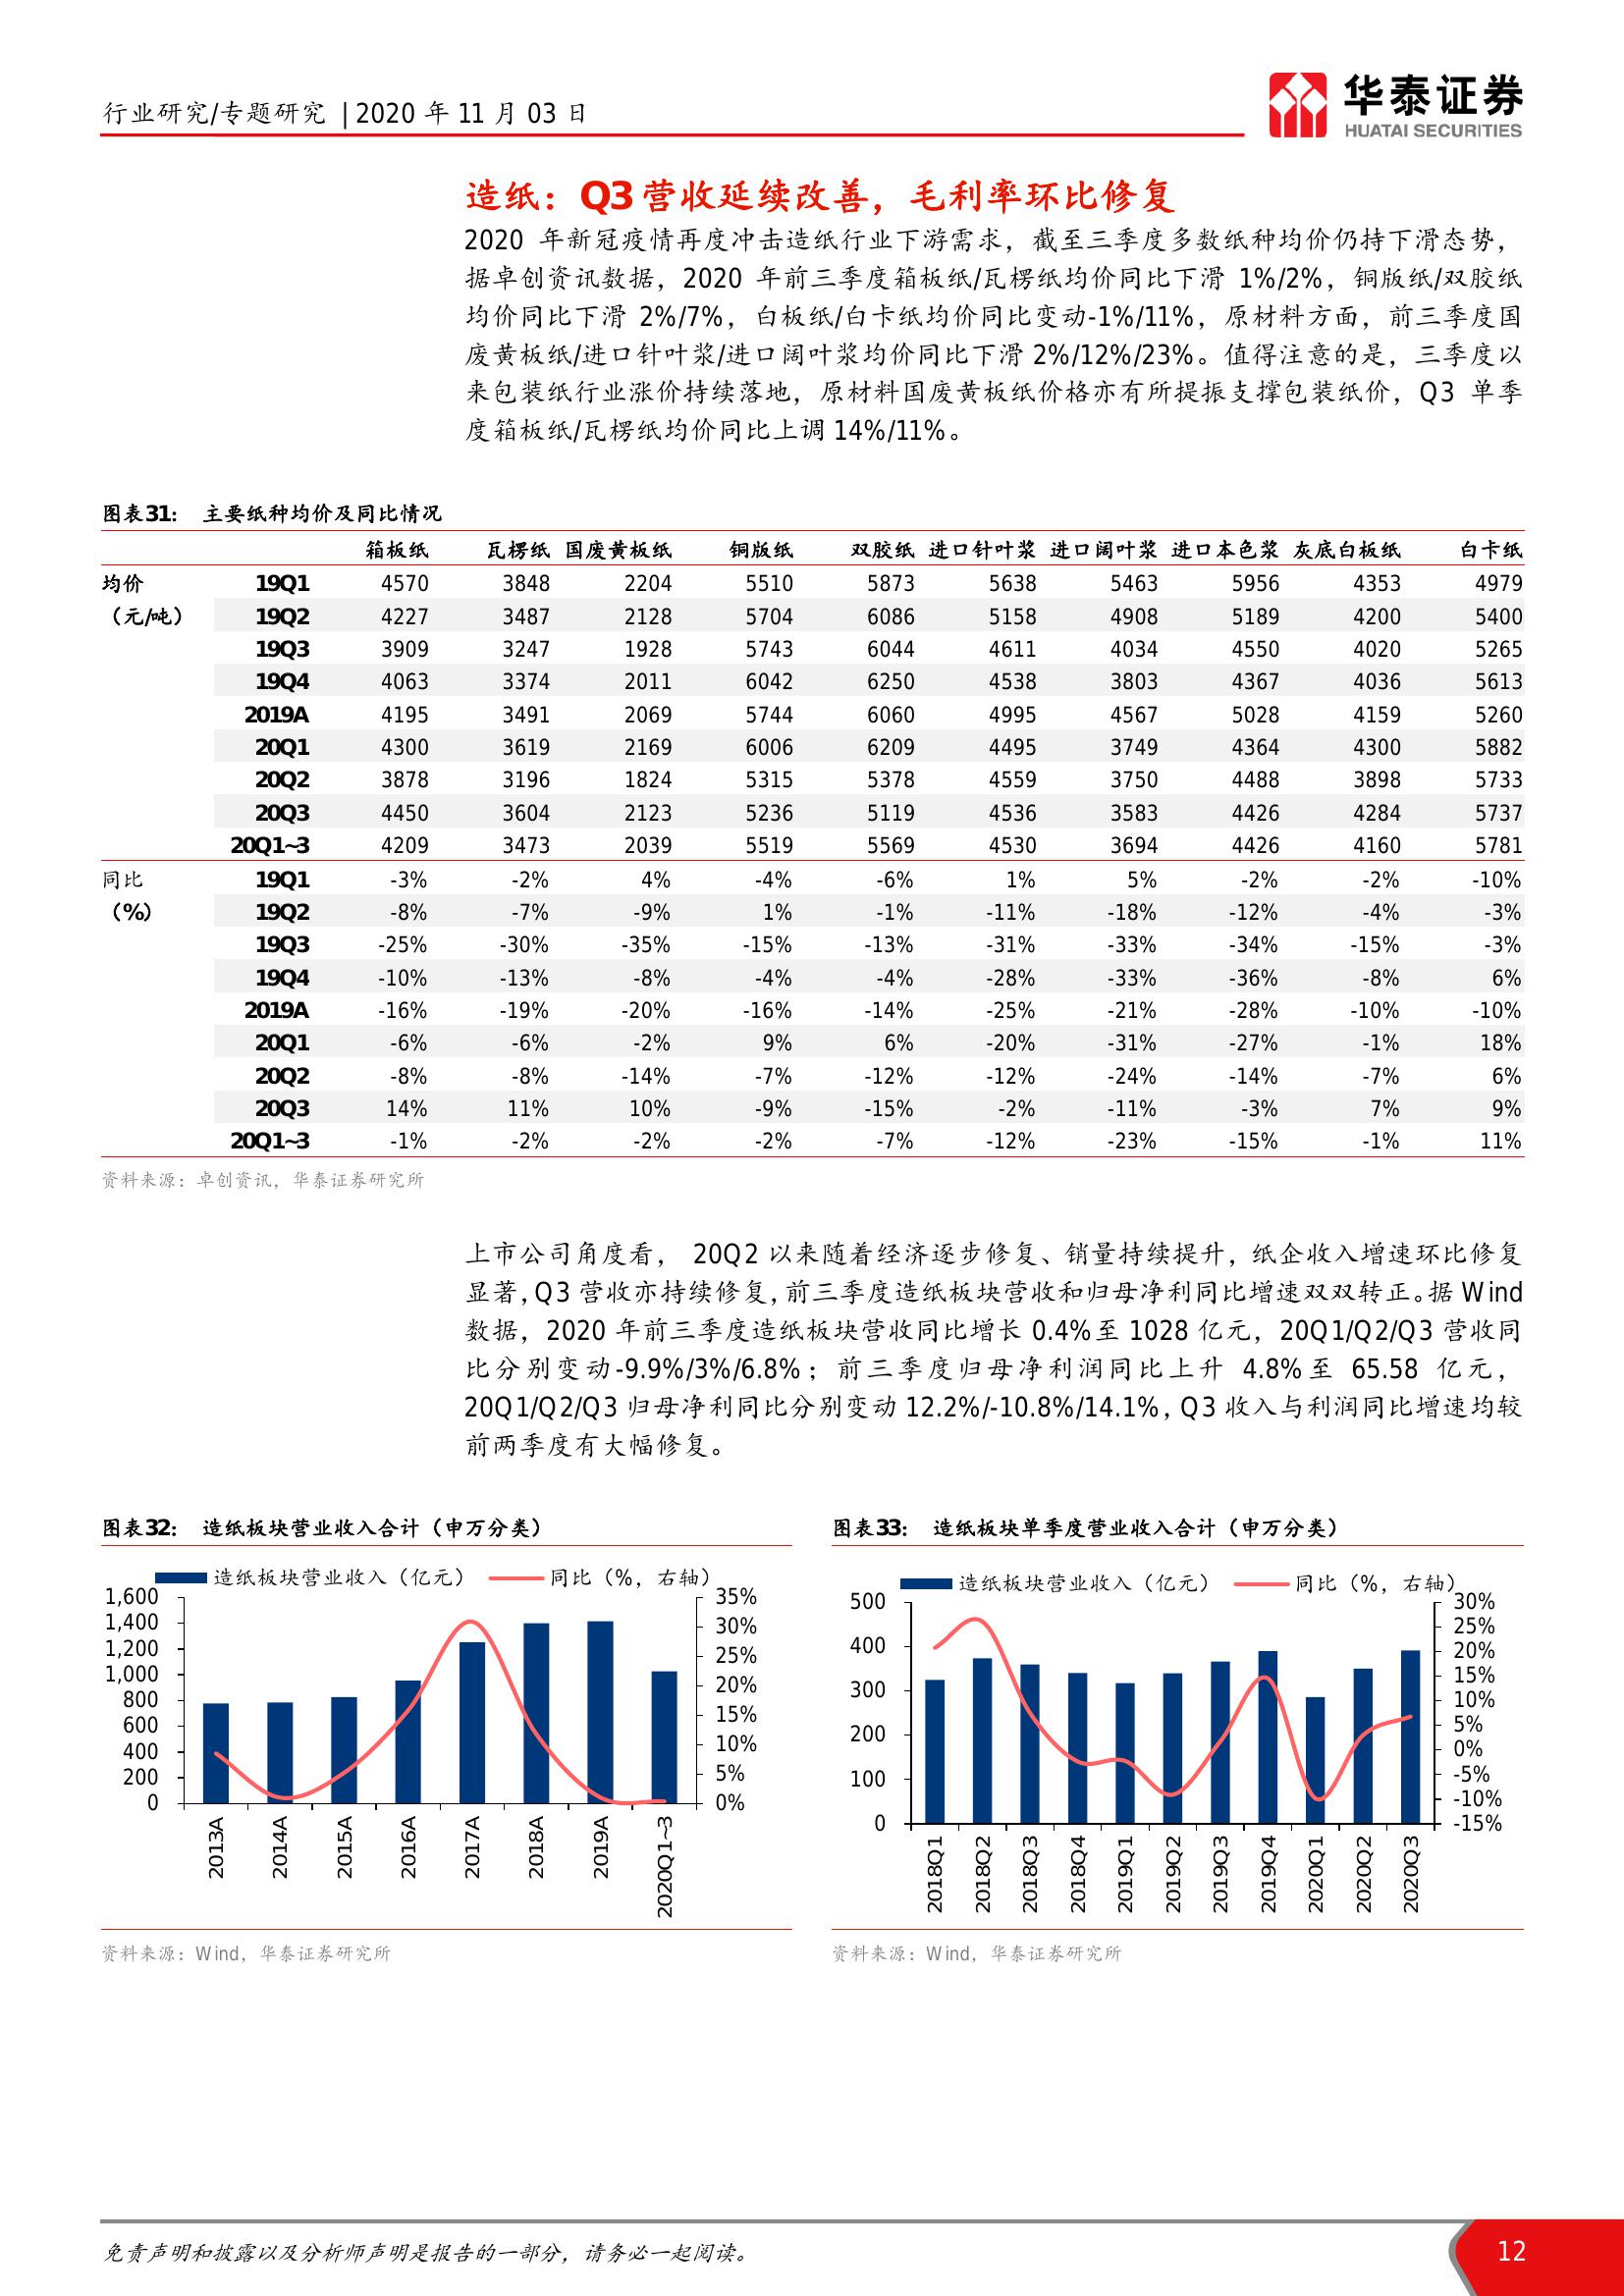 行业研究/专题研究 | 2020 年 11 月 03 日
华泰证券
HUATAI SECURITIES
造纸：Q3 营收延续改善，毛利率环比修复
2020 年新冠疫情再度冲击造纸行业下游需求，截至三季度多数纸种均价仍持下滑态势，
据卓创资讯数据，2020 年前三季度箱板纸/瓦楞纸均价同比下滑 1%/2%，铜版纸/双胶纸
均价同比下滑 2%/7%，白板纸/白卡纸均价同比变动-1%/11%，原材料方面，前三季度国
废黄板纸/进口针叶浆/进口阔叶浆均价同比下滑 2%/12%/23%。值得注意的是，三季度以
来包装纸行业涨价持续落地，原材料国废黄板纸价格亦有所提振支撑包装纸价，Q3 单季
度箱板纸/瓦楞纸均价同比上调 14%/11%。
图表31： 主要纸种均价及同比情况
箱板纸 瓦楞纸 国废黄板纸 铜版纸 双胶纸 进口针叶浆 进口阔叶浆 进口本色浆 灰底白板纸 白卡纸
均价 19Q1 4570 3848 2204 5510 5873 5638 5463 5956 4353 4979
（元/吨） 19Q2 4227 3487 2128 5704 6086 5158 4908 5189 4200 5400
19Q3 3909 3247 1928 5743 6044 4611 4034 4550 4020 5265
19Q4 4063 3374 2011 6042 6250 4538 3803 4367 4036 5613
2019A 4195 3491 2069 5744 6060 4995 4567 5028 4159 5260
20Q1 4300 3619 2169 6006 6209 4495 3749 4364 4300 5882
20Q2 3878 3196 1824 5315 5378 4559 3750 4488 3898 5733
20Q3 4450 3604 2123 5236 5119 4536 3583 4426 4284 5737
20Q1~3 4209 3473 2039 5519 5569 4530 3694 4426 4160 5781
同比 19Q1 -3% -2% 4% -4% -6% 1% 5% -2% -2% -10%
（%） 19Q2 -8% -7% -9% 1% -1% -11% -18% -12% -4% -3%
19Q3 -25% -30% -35% -15% -13% -31% -33% -34% -15% -3%
19Q4 -10% -13% -8% -4% -4% -28% -33% -36% -8% 6%
2019A -16% -19% -20% -16% -14% -25% -21% -28% -10% -10%
20Q1 -6% -6% -2% 9% 6% -20% -31% -27% -1% 18%
20Q2 -8% -8% -14% -7% -12% -12% -24% -14% -7% 6%
20Q3 14% 11% 10% -9% -15% -2% -11% -3% 7% 9%
20Q1~3 -1% -2% -2% -2% -7% -12% -23% -15% -1% 11%
资料来源：卓创资讯，华泰证券研究所
上市公司角度看， 20Q2 以来随着经济逐步修复、销量持续提升，纸企收入增速环比修复
显著，Q3 营收亦持续修复，前三季度造纸板块营收和归母净利同比增速双双转正。据 Wind
数据，2020 年前三季度造纸板块营收同比增长 0.4%至 1028 亿元，20Q1/Q2/Q3 营收同
比分别变动-9.9%/3%/6.8%；前三季度归母净利润同比上升 4.8%至 65.58 亿元，
20Q1/Q2/Q3 归母净利同比分别变动 12.2%/-10.8%/14.1%，Q3 收入与利润同比增速均较
前两季度有大幅修复。
图表32： 造纸板块营业收入合计（申万分类）
造纸板块营业收入（亿元） 同比（%，右轴）
1,600 35%
1,400 30%
1,200 25%
1,000 20%
800 15%
600 10%
400 5%
200 0%
0
2013A 2014A 2015A 2016A 2017A 2018A 2019A 2020Q1~3
资料来源：Wind，华泰证券研究所
图表33： 造纸板块单季度营业收入合计（申万分类）
造纸板块营业收入（亿元） 同比（%，右轴）
500 30%
25%
400 20%
15%
300 10%
5%
200 0%
-5%
100 -10%
0 -15%
2018Q1 2018Q2 2018Q3 2018Q4 2019Q1 2019Q2 2019Q3 2019Q4 2020Q1 2020Q2 2020Q3
资料来源：Wind，华泰证券研究所
免责声明和披露以及分析师声明是报告的一部分，请务必一起阅读。
12